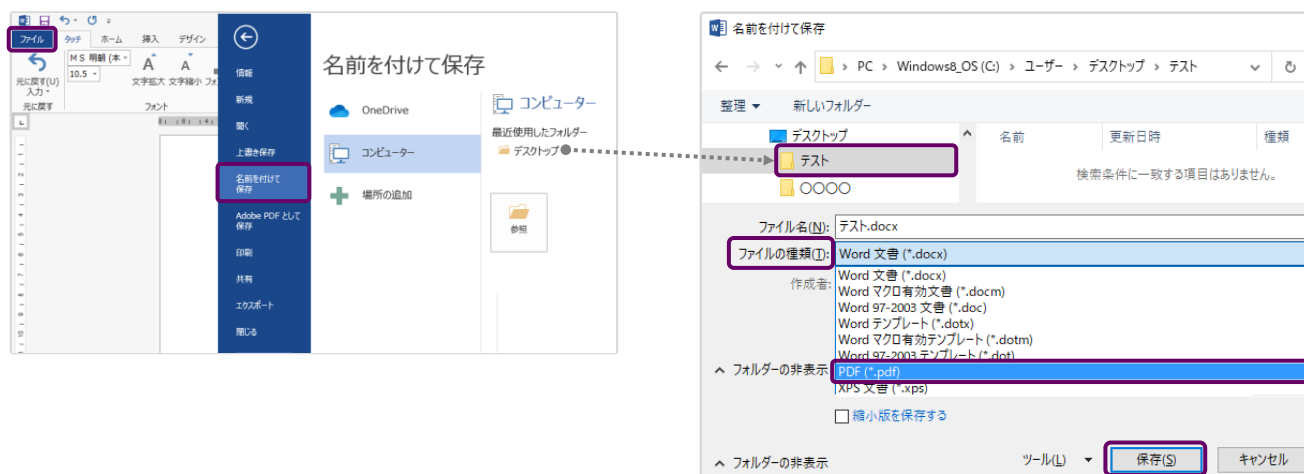 ファイル タッチ ホーム 挿入 デザイン
元に戻す(U)
入力
元に戻す
ＭＳ 明朝 (本
10.5
A A
文字拡大 文字縮小 フォ
フォント
L
情報
新規
開く
上書き保存
名前を付けて
保存
Adobe PDF として
保存
印刷
共有
エクスポート
閉じる
名前を付けて保存
OneDrive
コンピューター
場所の追加
コンピューター
最近使用したフォルダー
デスクトップ
参照
名前を付けて保存
PC › Windows8_OS (C:) › ユーザー › デスクトップ › テスト
整理 新しいフォルダー
デスクトップ
テスト
〇〇〇〇
名前 更新日時 種類
検索条件に一致する項目はありません。
ファイル名(N): テスト.docx
ファイルの種類(T): Word 文書 (*.docx)
作成者:
Word 文書 (*.docx)
Word マクロ有効文書 (*.docm)
Word 97-2003 文書 (*.doc)
Word テンプレート (*.dotx)
Word マクロ有効テンプレート (*.dotm)
Word 97-2003 テンプレート (*.dot)
フォルダーの非表示
PDF (*.pdf)
XPS 文書 (*.xps)
縮小版を保存する
フォルダーの非表示 ツール(L) 保存(S) キャンセル